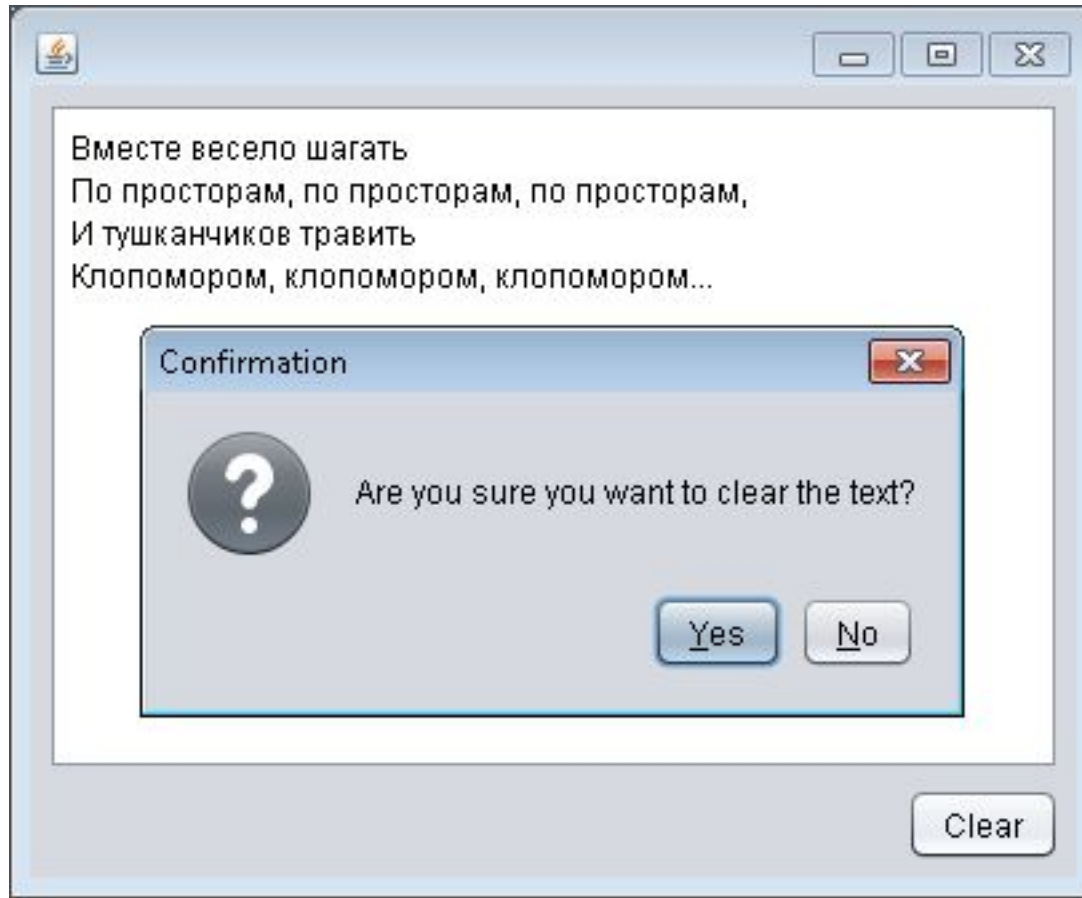 Вместе весело шагать
По просторам, по просторам, по просторам,
И тушканчиков травить
Клопомором, клопомором, клопомором...
Confirmation
Are you sure you want to clear the text?
Yes No
Clear